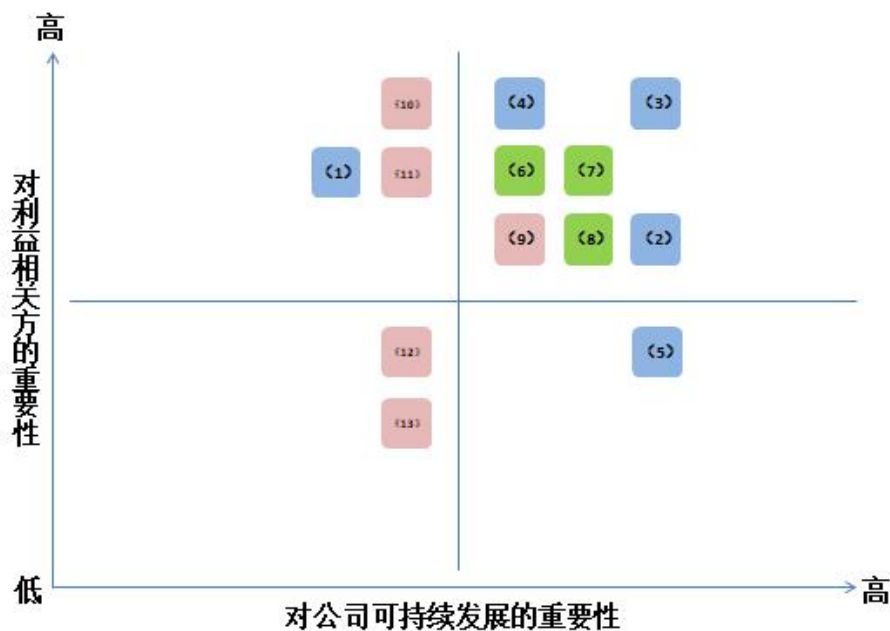 高
(10)
(4)
(3)
(1)
(11)
(6)
(7)
(9)
(8)
(2)
对利益相关方的重要性
(12)
(5)
(13)
低
高
对公司可持续发展的重要性